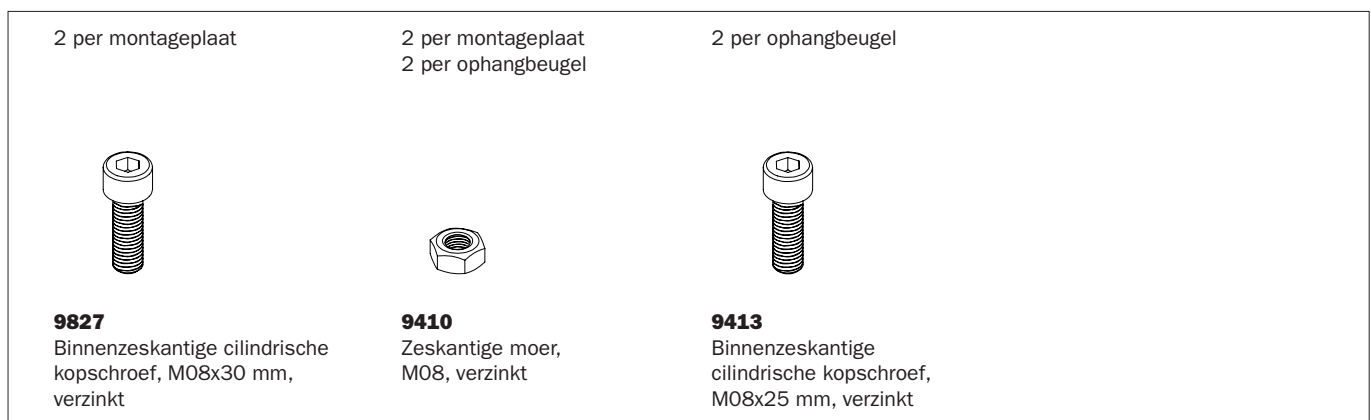 2 per montageplaat
2 per montageplaat
2 per ophangbeugel
2 per ophangbeugel
9827
Binnenzeskantige cilindrische
kopschroef, M08x30 mm,
verzinkt
9410
Zeskantige moer,
M08, verzinkt
9413
Binnenzeskantige
cilindrische kopschroef,
M08x25 mm, verzinkt